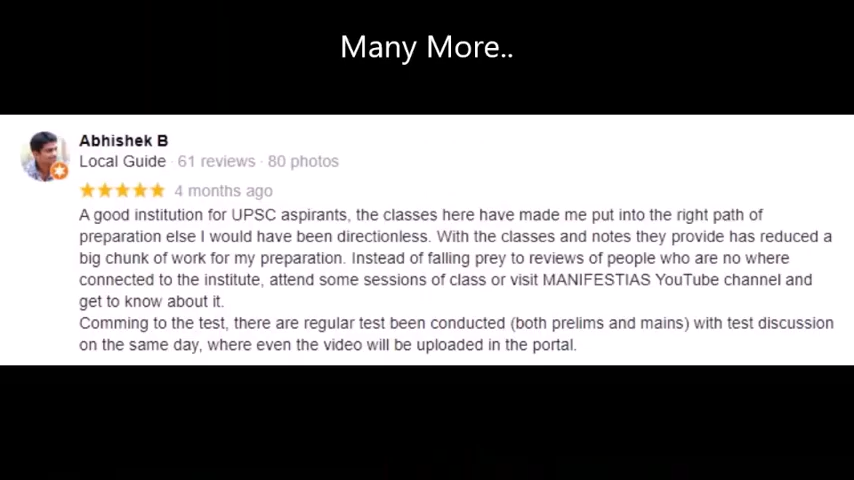 Many More..
Abhishek B
Local Guide · 61 reviews · 80 photos
4 months ago
A good institution for UPSC aspirants, the classes here have made me put into the right path of
preparation else I would have been directionless. With the classes and notes they provide has reduced a
big chunk of work for my preparation. Instead of falling prey to reviews of people who are no where
connected to the institute, attend some sessions of class or visit MANIFESTIAS YouTube channel and
get to know about it.
Comming to the test, there are regular test been conducted (both prelims and mains) with test discussion
on the same day, where even the video will be uploaded in the portal.